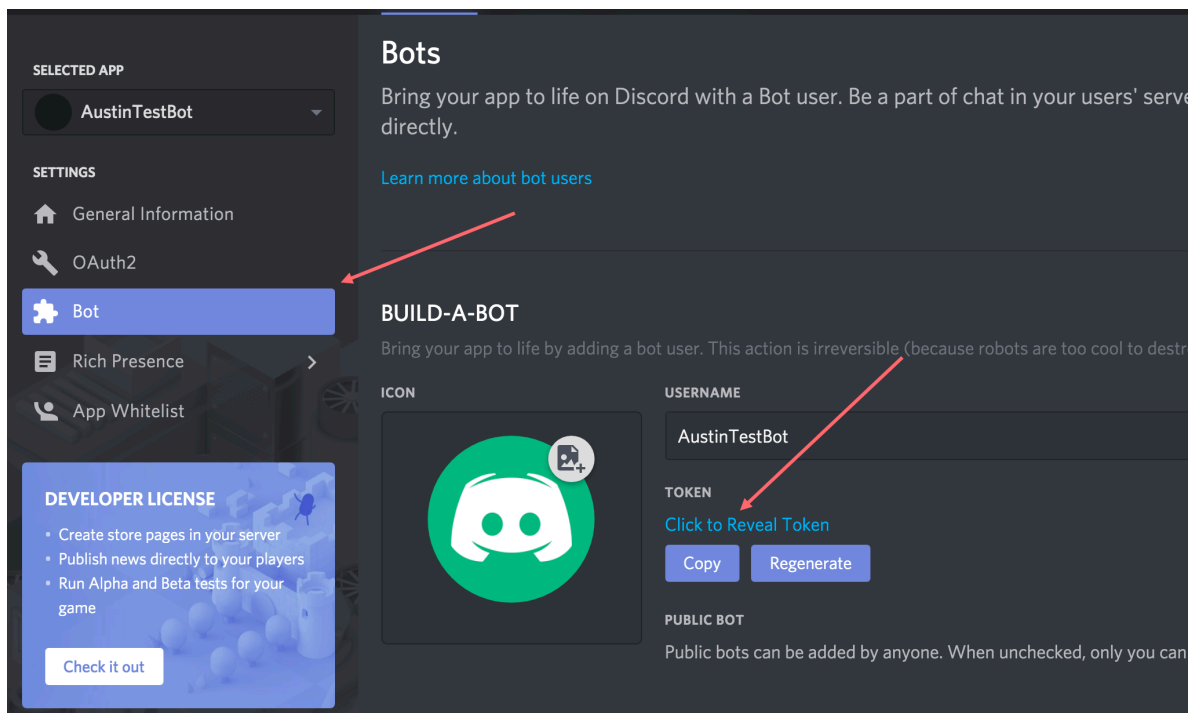 SELECTED APP
AustinTestBot
SETTINGS
General Information
OAuth2
Bot
Rich Presence
App Whitelist
DEVELOPER LICENSE
• Create store pages in your server
• Publish news directly to your players
• Run Alpha and Beta tests for your
game
Check it out
Bots
Bring your app to life on Discord with a Bot user. Be a part of chat in your users' serve
directly.
Learn more about bot users
BUILD-A-BOT
Bring your app to life by adding a bot user. This action is irreversible (because robots are too cool to destr
ICON
USERNAME
AustinTestBot
TOKEN
Click to Reveal Token
Copy
Regenerate
PUBLIC BOT
Public bots can be added by anyone. When unchecked, only you can